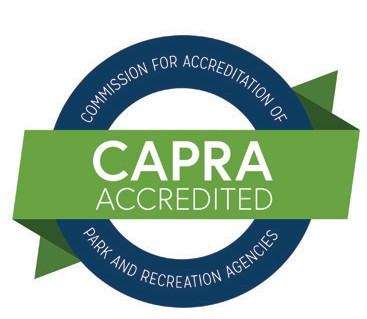 COMMISSION FOR ACCREDITATION OF
CAPRA
ACCREDITED
PARK AND RECREATION AGENCIES